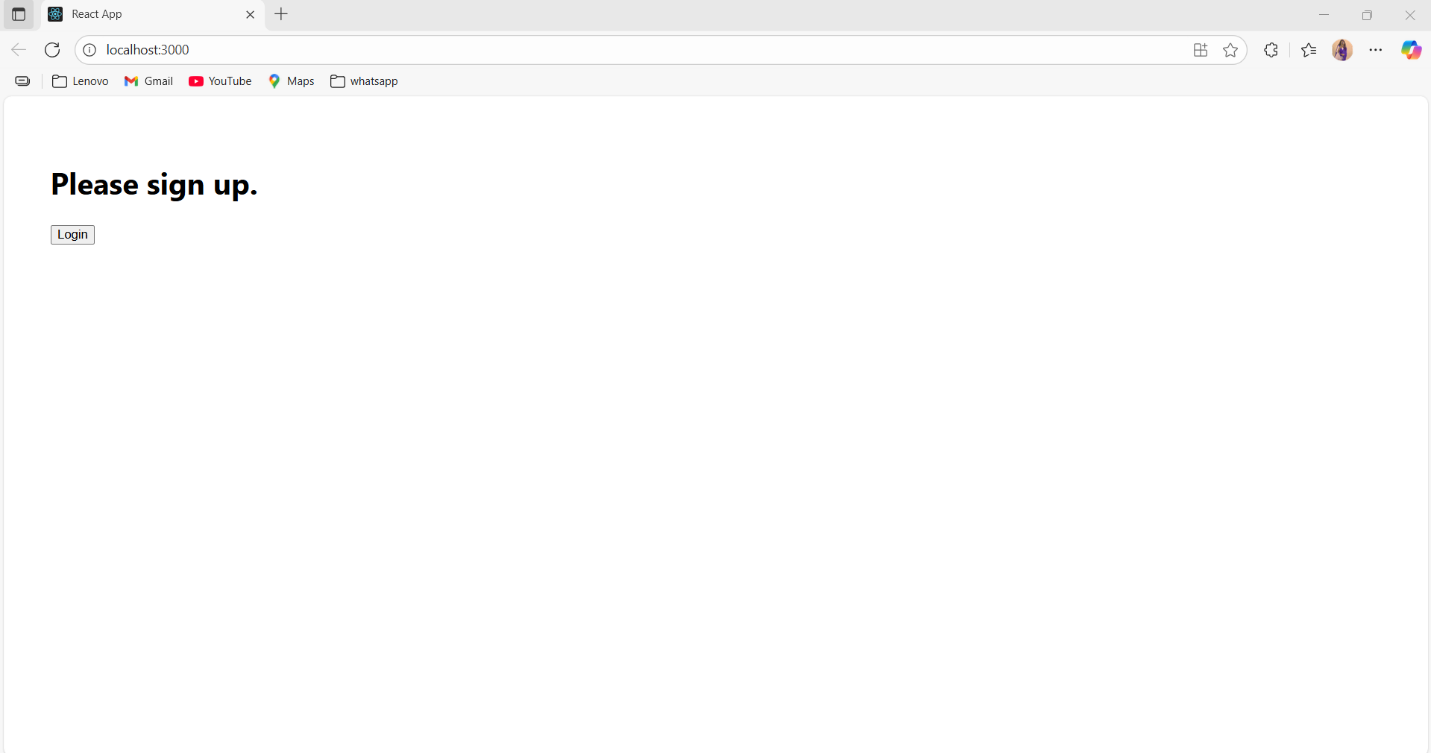 React App
localhost:3000
Lenovo Gmail YouTube Maps whatsapp
Please sign up.
Login